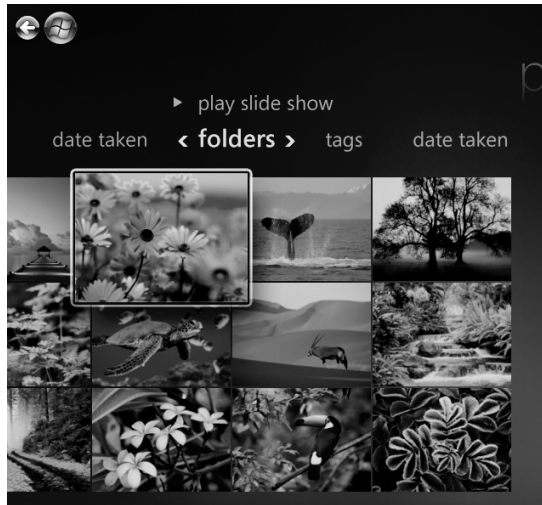 p
play slide show
date taken < folders > tags date taken